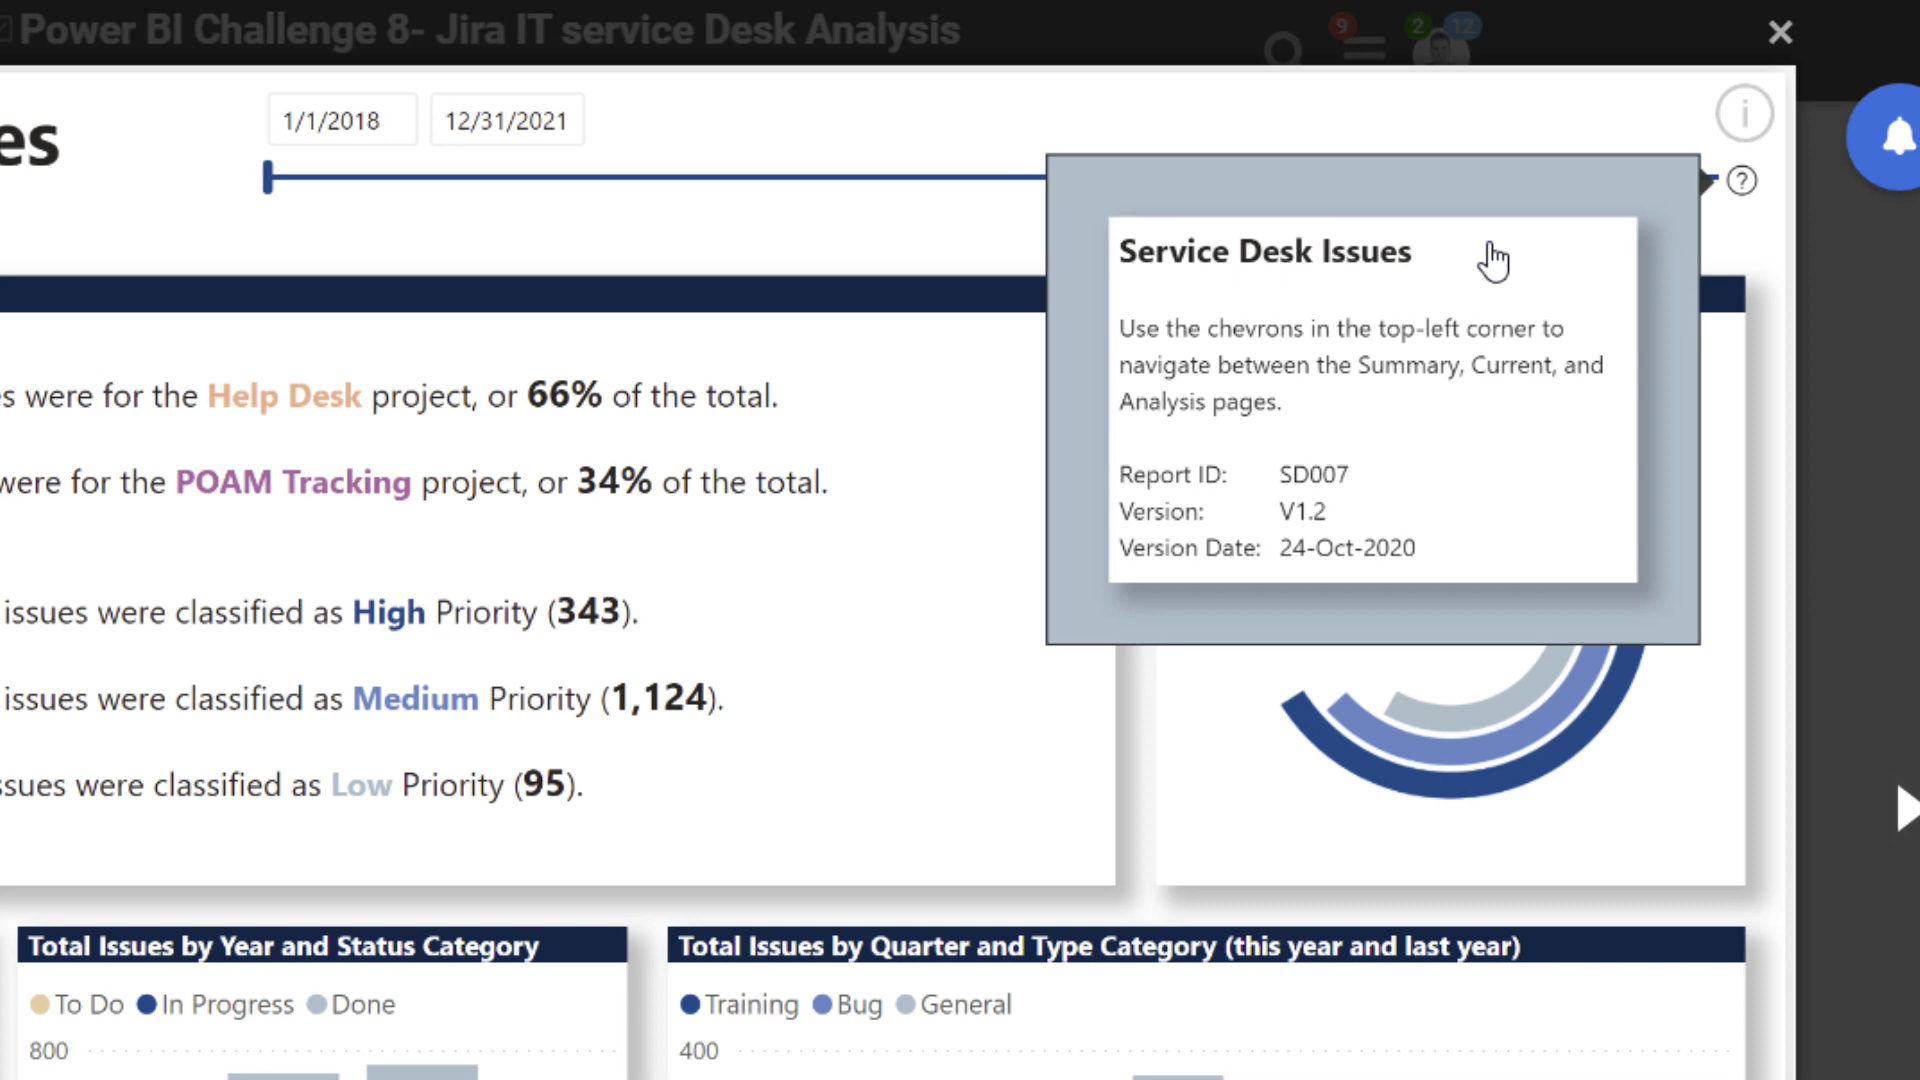 Power BI Challenge 8- Jira IT service Desk Analysis
9
2
12
es
1/1/2018
12/31/2021
i
?
Service Desk Issues
Use the chevrons in the top-left corner to
navigate between the Summary, Current, and
Analysis pages.
Report ID: SD007
Version: V1.2
Version Date: 24-Oct-2020
s were for the Help Desk project, or 66% of the total.
were for the POAM Tracking project, or 34% of the total.
issues were classified as High Priority (343).
issues were classified as Medium Priority (1,124).
ssues were classified as Low Priority (95).
Total Issues by Year and Status Category
To Do In Progress Done
800
Total Issues by Quarter and Type Category (this year and last year)
Training Bug General
400